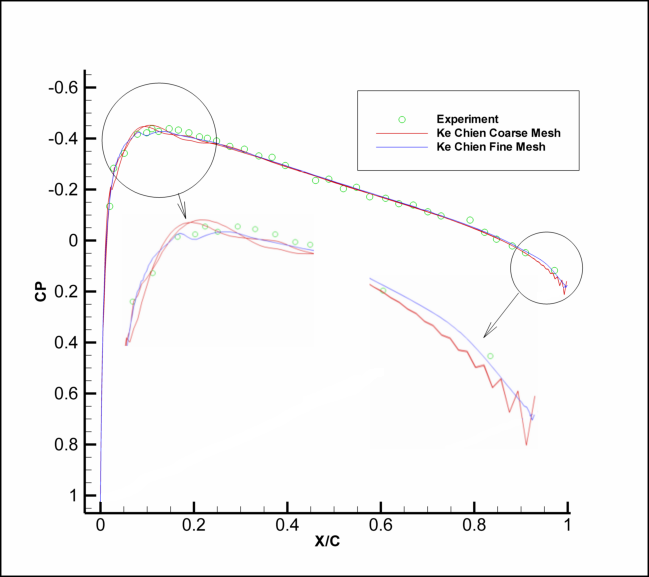 -0.6
-0.4
-0.2
0
0.2
0.4
0.6
0.8
1
CP
Experiment
Ke Chien Coarse Mesh
Ke Chien Fine Mesh
0 0.2 0.4 0.6 0.8 1
X/C